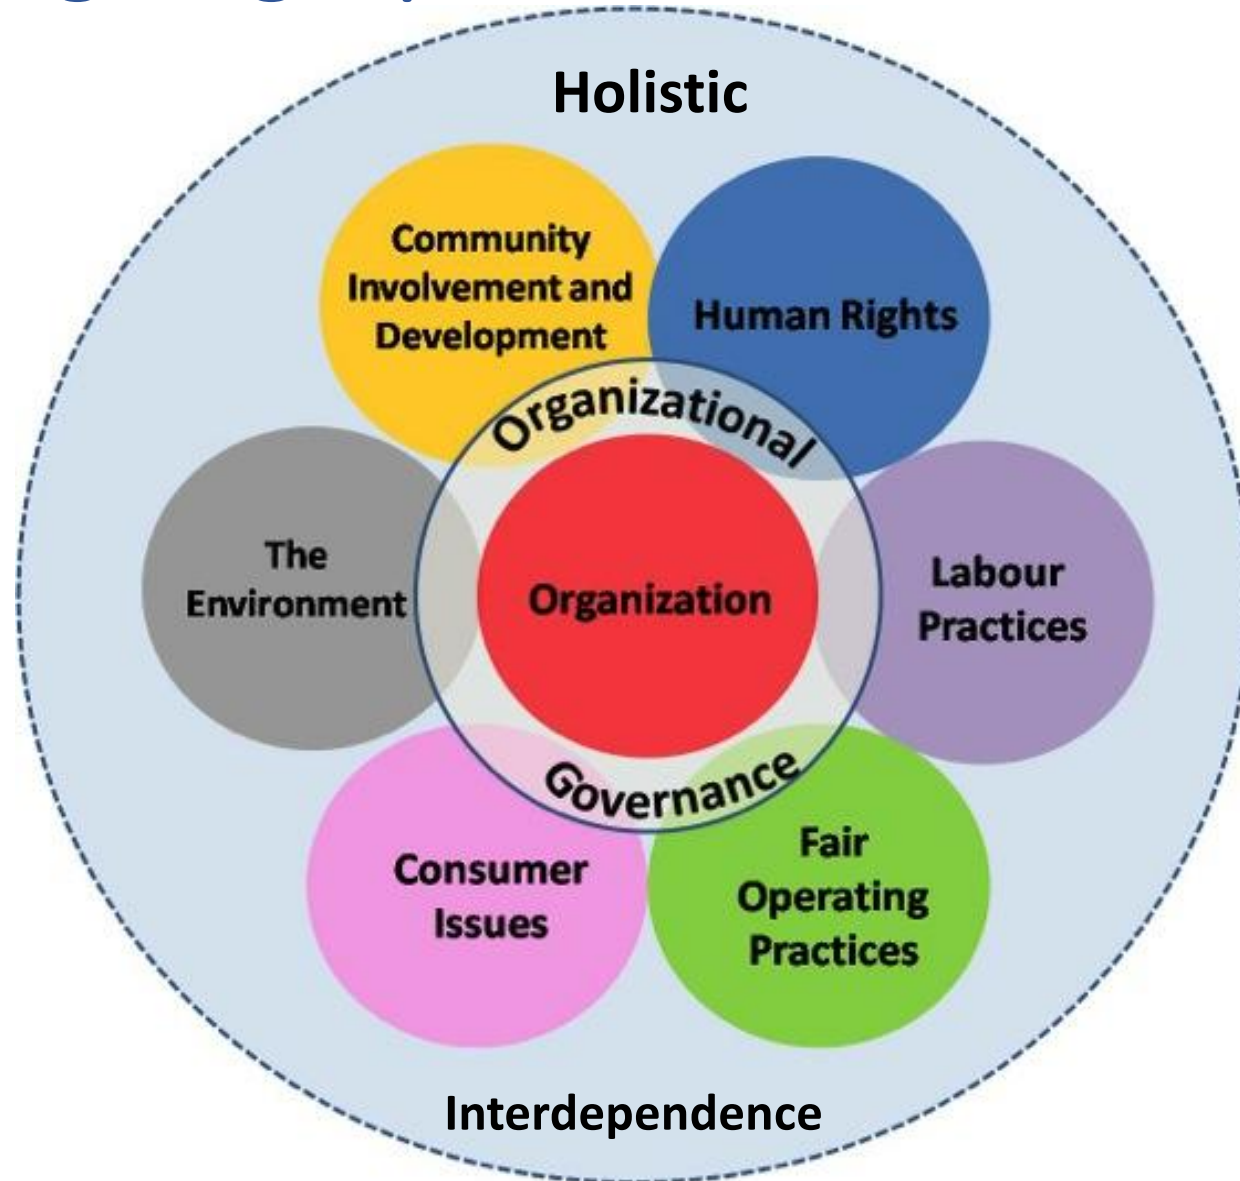 Holistic
Community
Involvement and
Development
Human Rights
Organizational
The
Environment
Organization
Labour
Practices
Governance
Consumer
Issues
Fair
Operating
Practices
Interdependence